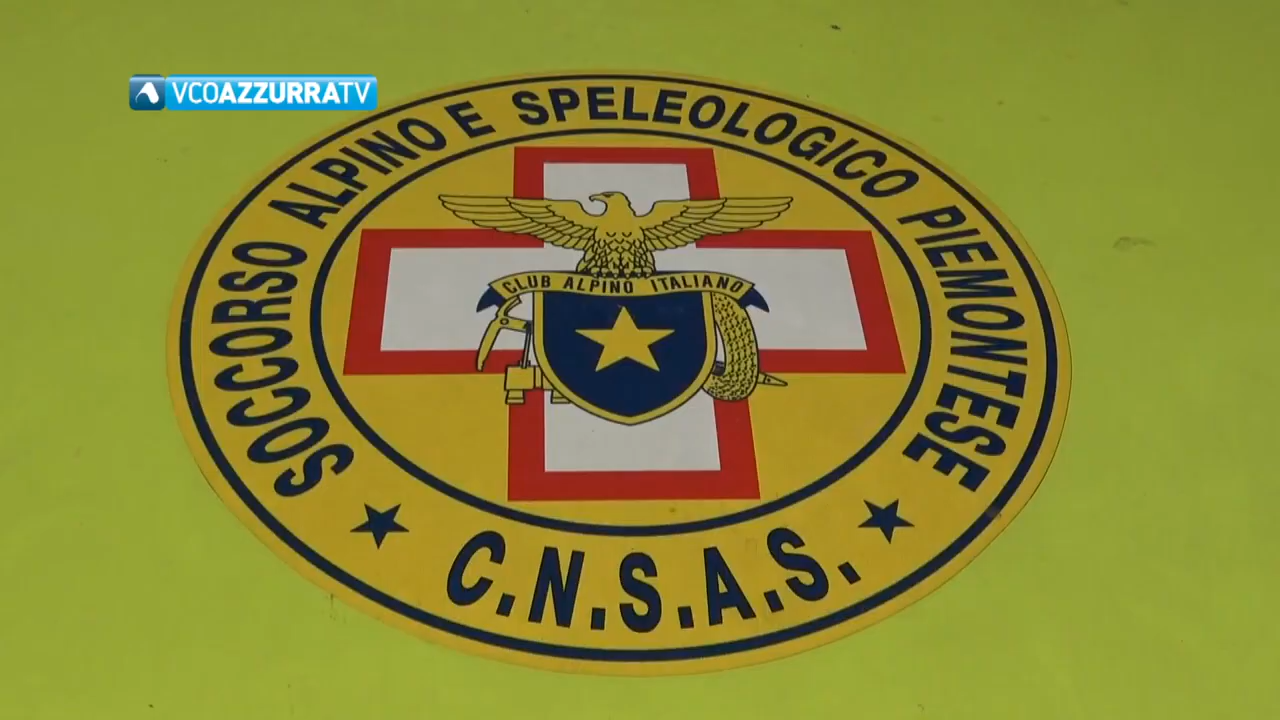 VCOAZZURRATV
SOCCORSO ALPINO E SPELEOLOGICO PIEMONTESE
CLUB ALPINO ITALIANO
C.N.S.A.S.